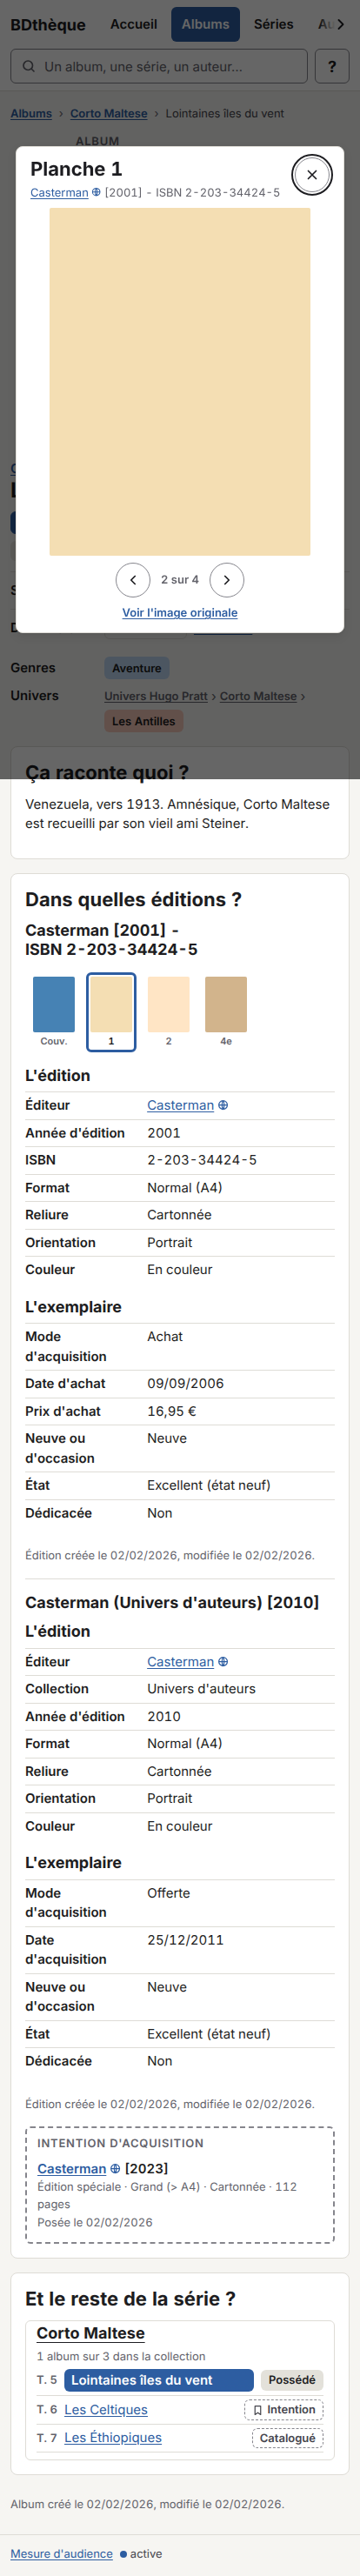 BDthèque
Accueil
Albums
Séries
Un album, une série, un auteur...
?
Albums › Corto Maltese › Lointaines îles du vent
ALBUM
Planche 1
Casterman [2001] - ISBN 2-203-34424-5
2 sur 4
Voir l'image originale
Genres
Aventure
Univers
Univers Hugo Pratt › Corto Maltese ›
Les Antilles
Ça raconte quoi ?
Venezuela, vers 1913. Amnésique, Corto Maltese
est recueilli par son vieil ami Steiner.
Dans quelles éditions ?
Casterman [2001] -
ISBN 2-203-34424-5
Couv.
1
2
4e
L'édition
Éditeur
Casterman
Année d'édition
2001
ISBN
2-203-34424-5
Format
Normal (A4)
Reliure
Cartonnée
Orientation
Portrait
Couleur
En couleur
L'exemplaire
Mode
d'acquisition
Achat
Date d'achat
09/09/2006
Prix d'achat
16,95 €
Neuve ou
d'occasion
Neuve
État
Excellent (état neuf)
Dédicacée
Non
Édition créée le 02/02/2026, modifiée le 02/02/2026.
Casterman (Univers d'auteurs) [2010]
L'édition
Éditeur
Casterman
Collection
Univers d'auteurs
Année d'édition
2010
Format
Normal (A4)
Reliure
Cartonnée
Orientation
Portrait
Couleur
En couleur
L'exemplaire
Mode
d'acquisition
Offerte
Date
d'acquisition
25/12/2011
Neuve ou
d'occasion
Neuve
État
Excellent (état neuf)
Dédicacée
Non
Édition créée le 02/02/2026, modifiée le 02/02/2026.
INTENTION D'ACQUISITION
Casterman [2023]
Édition spéciale · Grand (> A4) · Cartonnée · 112
pages
Posée le 02/02/2026
Et le reste de la série ?
Corto Maltese
1 album sur 3 dans la collection
T. 5 Lointaines îles du vent Possédé
T. 6 Les Celtiques Intention
T. 7 Les Éthiopiques Catalogué
Album créé le 02/02/2026, modifié le 02/02/2026.
Mesure d'audience active